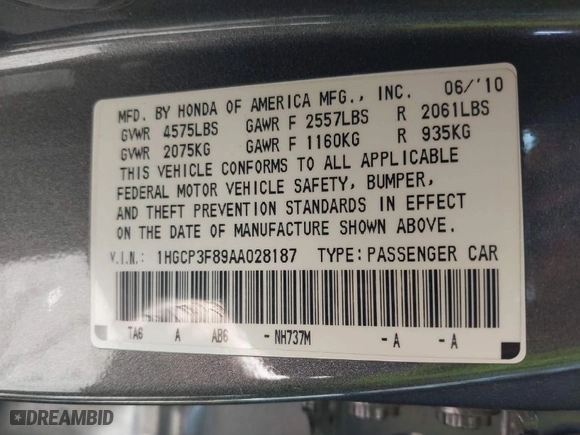 MFD. BY HONDA OF AMERICA MFG., INC. 06/'10
GVWR 4575LBS GAWR F 2557LBS R 2061LBS
GVWR 2075KG GAWR F 1160KG R 935KG
THIS VEHICLE CONFORMS TO ALL APPLICABLE
FEDERAL MOTOR VEHICLE SAFETY, BUMPER,
AND THEFT PREVENTION STANDARDS IN EFFECT
ON THE DATE OF MANUFACTURE SHOWN ABOVE.
V.I.N.: 1HGCP3F89AA028187 TYPE: PASSENGER CAR
TA6 A AB6 - NH737M - A - A
DREAMBID